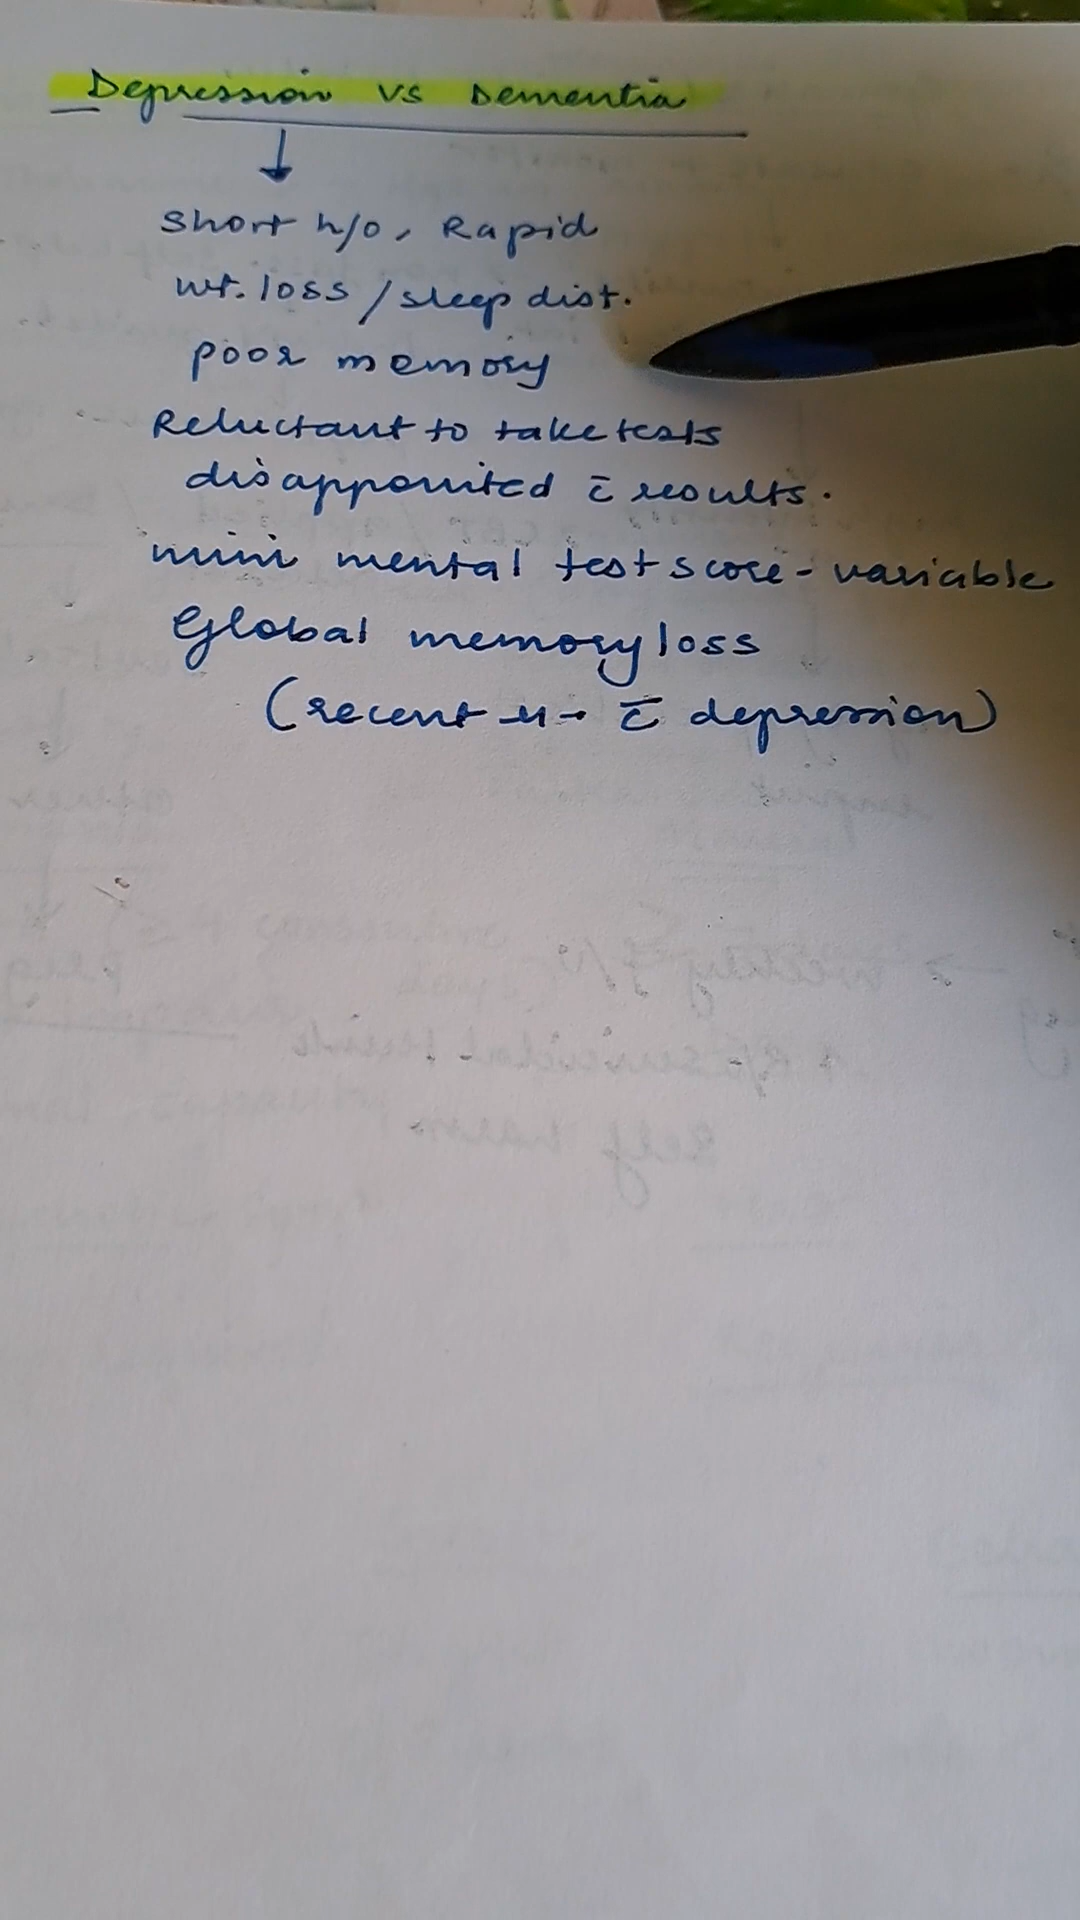 Depression vs Dementia
↓
Short h/o, Rapid
wt. loss / sleep dist.
poor memory
Reluctant to take tests
disappointed c̄ results.
mini mental test score - variable
Global memory loss
(recent c̄ depression)